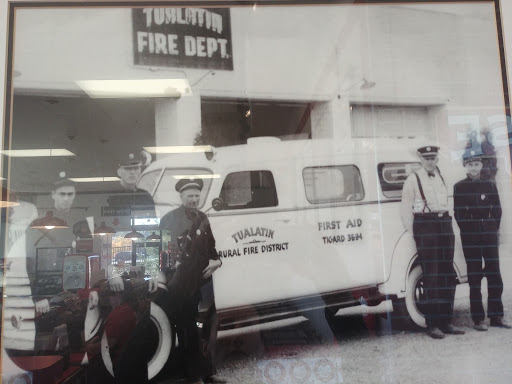 TUALATIN
FIRE DEPT.
TUALATIN
RURAL FIRE DISTRICT
FIRST AID
TIGARD 3694